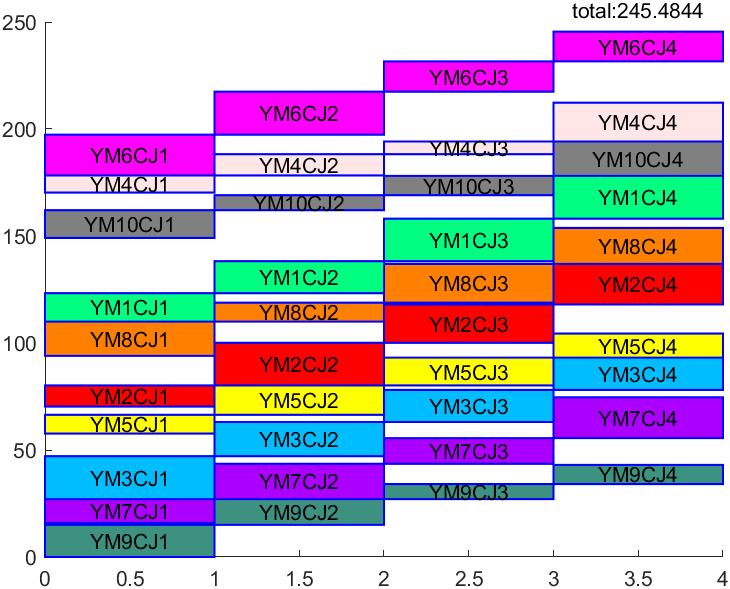 total:245.4844
250
YM6CJ4
YM6CJ3
YM6CJ2
200
YM4CJ4
YM6CJ1
YM4CJ3
YM10CJ4
YM4CJ2
YM4CJ1
YM10CJ3
YM1CJ4
YM10CJ2
YM10CJ1
150
YM1CJ3
YM8CJ4
YM1CJ2
YM8CJ3
YM2CJ4
YM1CJ1
YM8CJ2
YM2CJ3
YM8CJ1
100
YM5CJ4
YM2CJ2
YM5CJ3
YM3CJ4
YM2CJ1
YM5CJ2
YM3CJ3
YM7CJ4
YM5CJ1
YM3CJ2
50
YM7CJ3
YM9CJ4
YM3CJ1
YM7CJ2
YM9CJ3
YM7CJ1
YM9CJ2
YM9CJ1
0
0 0.5 1 1.5 2 2.5 3 3.5 4